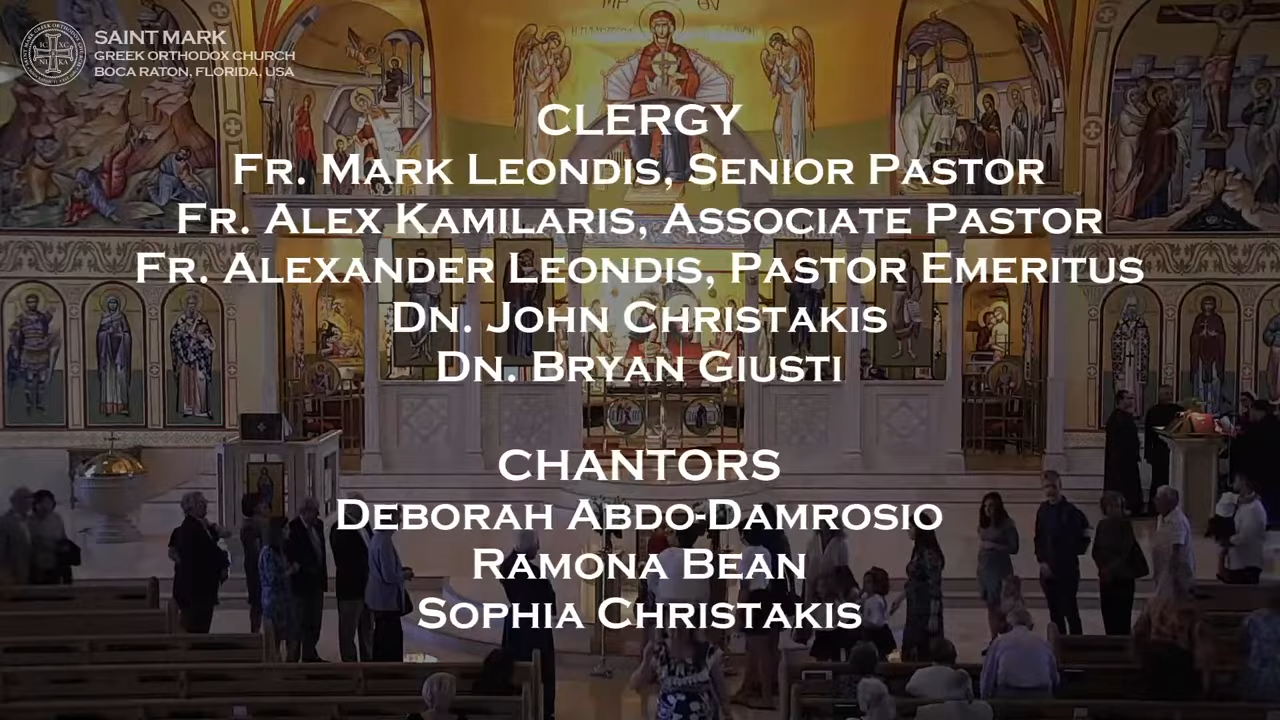 SAINT MARK
GREEK ORTHODOX CHURCH
BOCA RATON, FLORIDA, USA
CLERGY
FR. MARK LEONDIS, SENIOR PASTOR
FR. ALEX KAMILARIS, ASSOCIATE PASTOR
FR. ALEXANDER LEONDIS, PASTOR EMERITUS
DN. JOHN CHRISTAKIS
DN. BRYAN GIUSTI
CHANTORS
DEBORAH ABDO-DAMROSIO
RAMONA BEAN
SOPHIA CHRISTAKIS